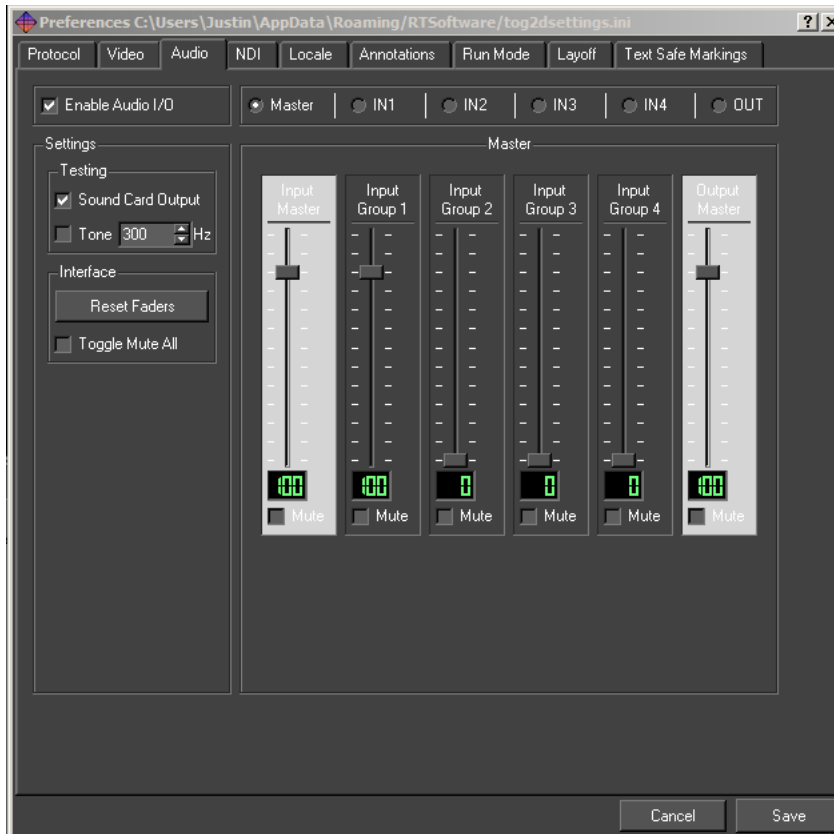 Preferences C:\Users\Justin\AppData\Roaming/RTSoftware/tog2dsettings.ini ? X
Protocol Video Audio NDI Locale Annotations Run Mode Layoff Text Safe Markings
Enable Audio I/O
Master IN1 IN2 IN3 IN4 OUT
Settings
Testing
Sound Card Output
Tone 300 Hz
Interface
Reset Faders
Toggle Mute All
Master
Input Master
Input Group 1
Input Group 2
Input Group 3
Input Group 4
Output Master
100 100 0 0 0 100
Mute Mute Mute Mute Mute Mute
Cancel Save